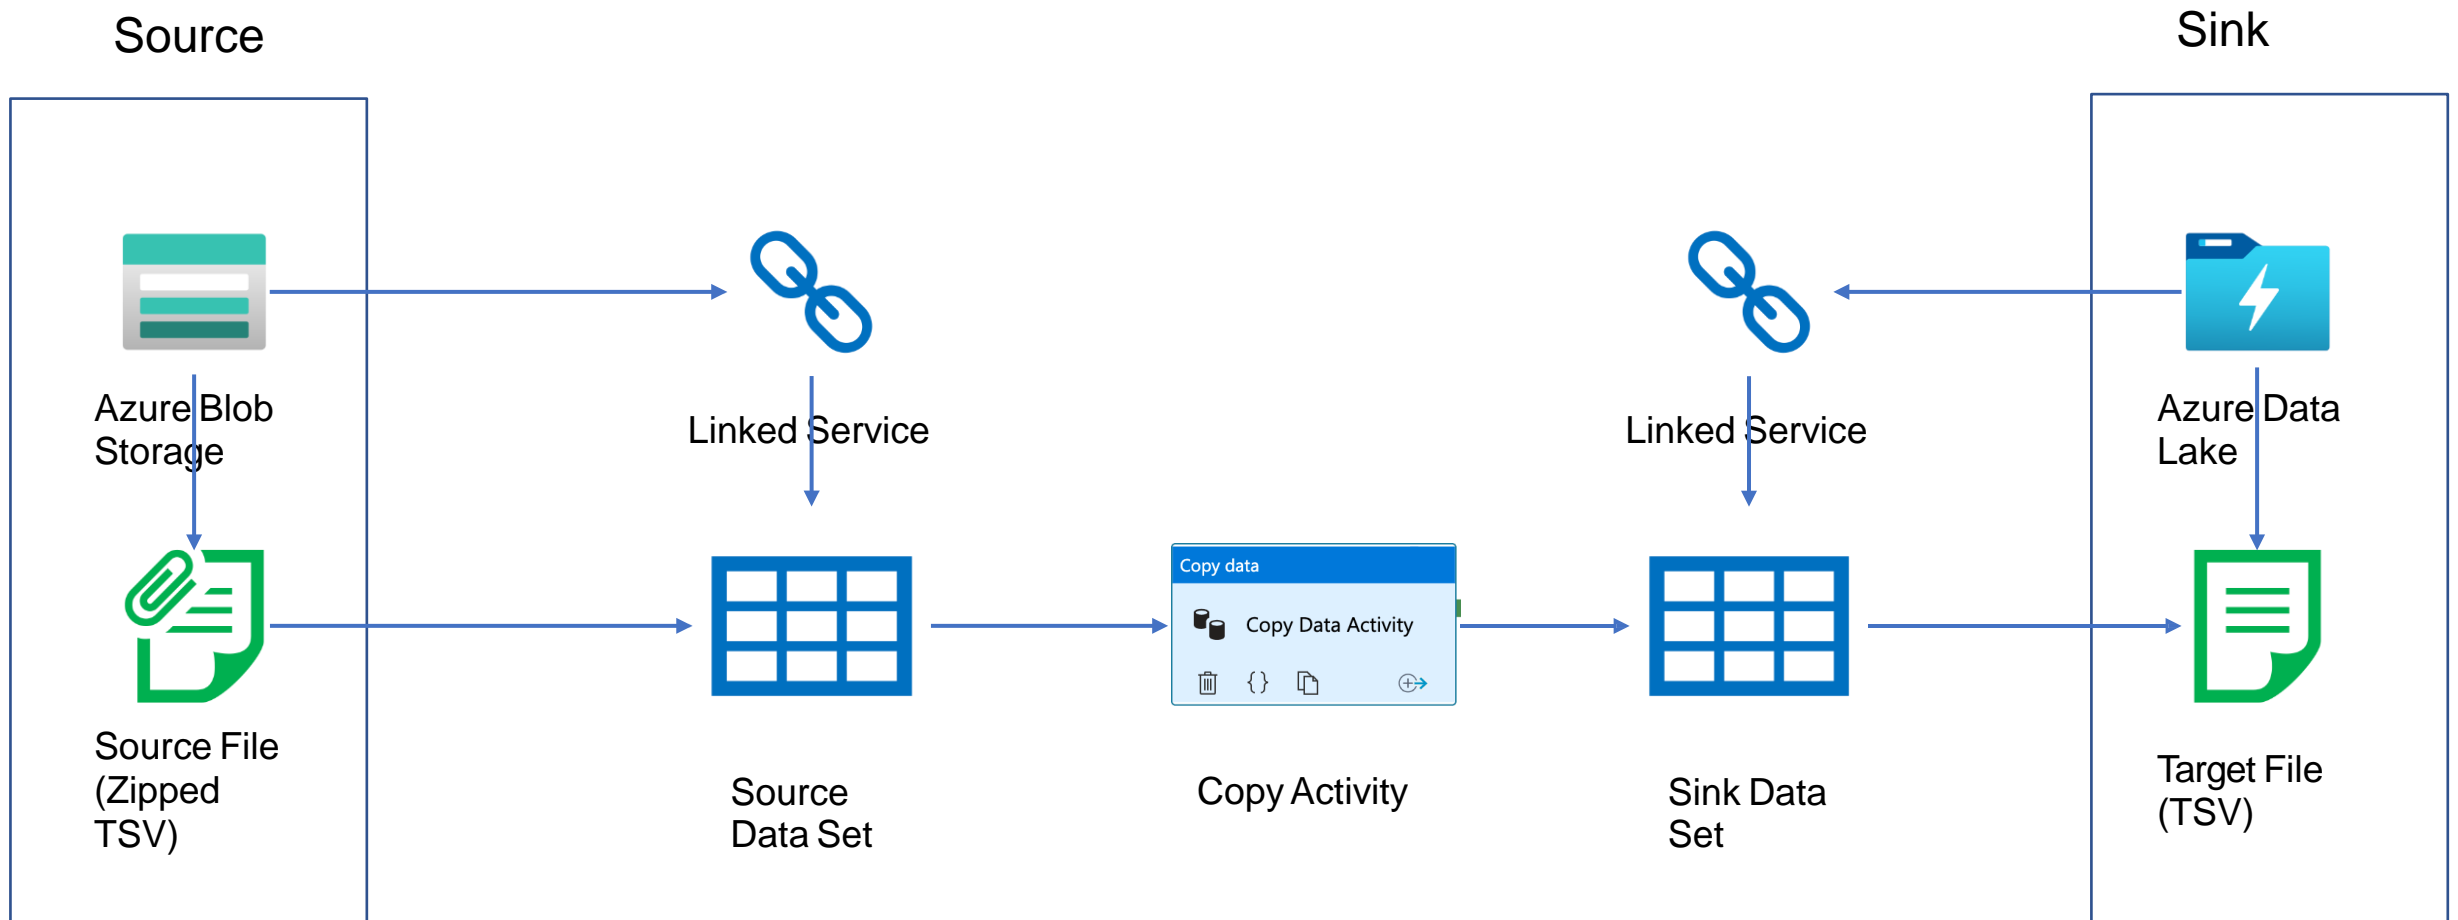 Source
Sink
Azure Blob
Storage
Linked Service
Linked Service
Azure Data
Lake
Copy data
Copy Data Activity
Source File
(Zipped
TSV)
Source
Data Set
Copy Activity
Sink Data
Set
Target File
(TSV)